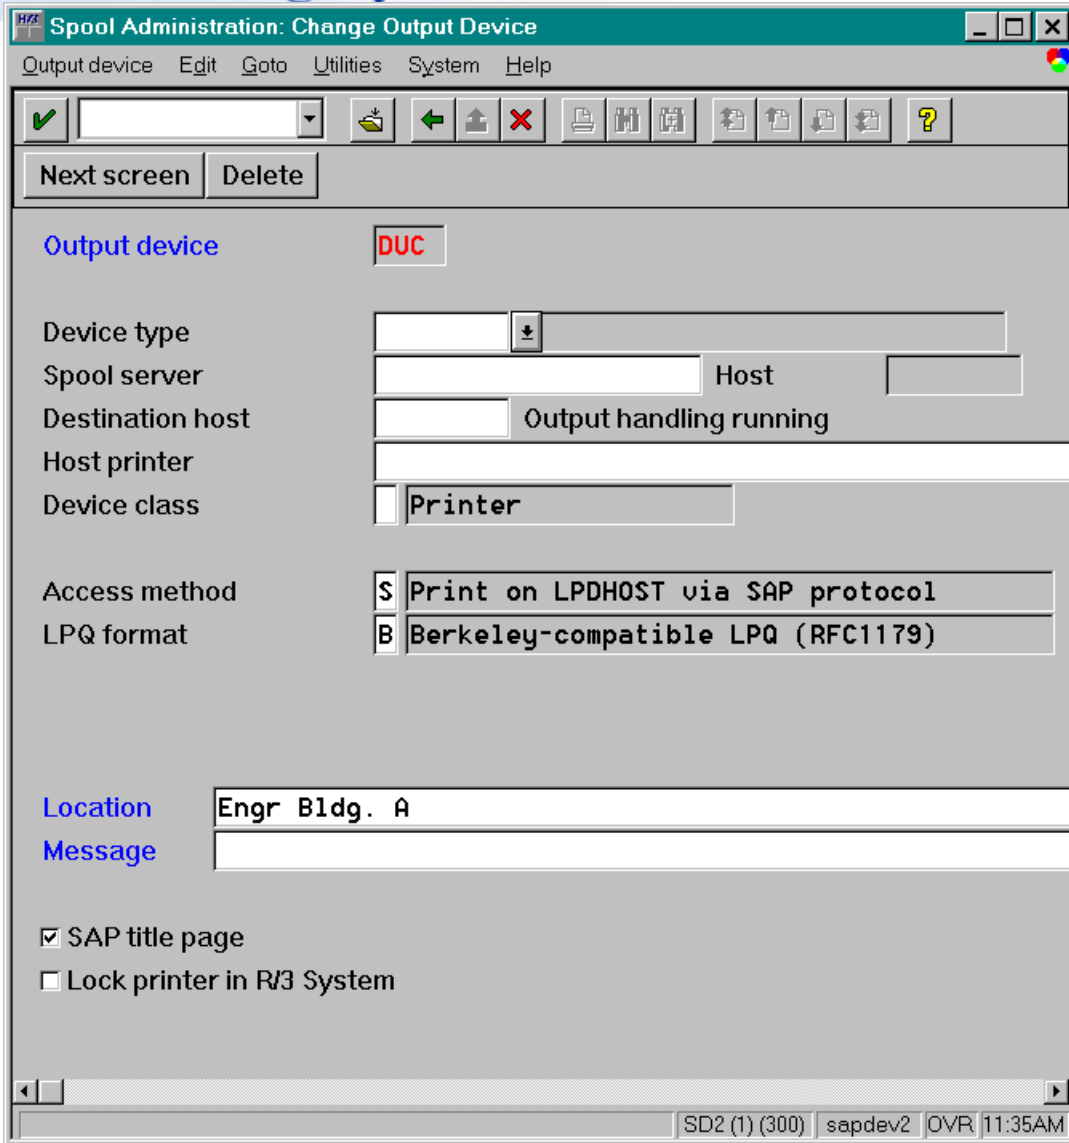 Spool Administration: Change Output Device
Output device Edit Goto Utilities System Help
Next screen Delete
Output device DUC
Device type
Spool server Host
Destination host Output handling running
Host printer
Device class Printer
Access method S Print on LPDHOST via SAP protocol
LPQ format B Berkeley-compatible LPQ (RFC1179)
Location Engr Bldg. A
Message
SAP title page
Lock printer in R/3 System
SD2 (1) (300) sapdev2 OVR 11:35AM